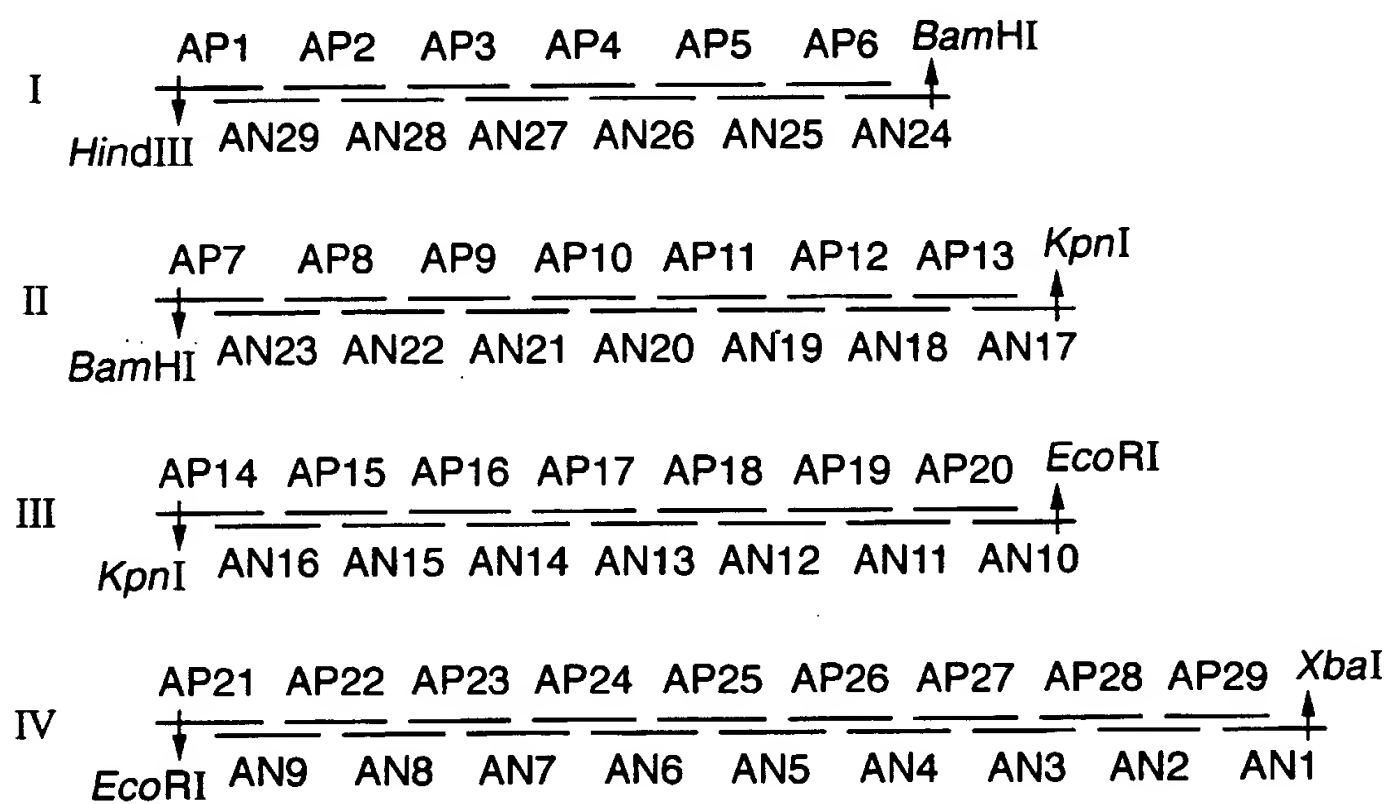 AP1 AP2 AP3 AP4 AP5 AP6 BamHI
I
HindIII AN29 AN28 AN27 AN26 AN25 AN24
AP7 AP8 AP9 AP10 AP11 AP12 AP13 KpnI
II
BamHI AN23 AN22 AN21 AN20 AN19 AN18 AN17
AP14 AP15 AP16 AP17 AP18 AP19 AP20 EcoRI
III
KpnI AN16 AN15 AN14 AN13 AN12 AN11 AN10
AP21 AP22 AP23 AP24 AP25 AP26 AP27 AP28 AP29 XbaI
IV
EcoRI AN9 AN8 AN7 AN6 AN5 AN4 AN3 AN2 AN1